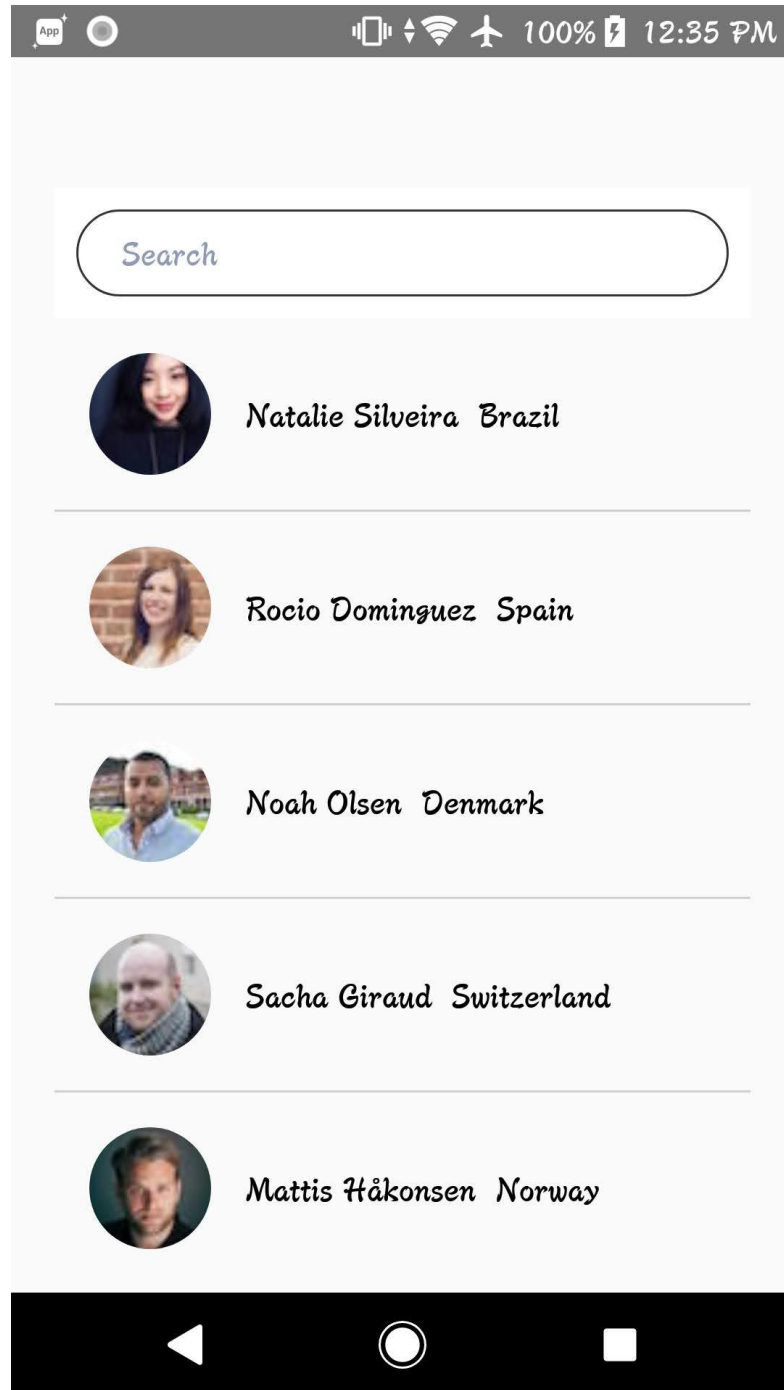 App 100% 12:35 PM
Search
Natalie Silveira Brazil
Rocio Dominguez Spain
Noah Olsen Denmark
Sacha Giraud Switzerland
Mattis Håkonsen Norway